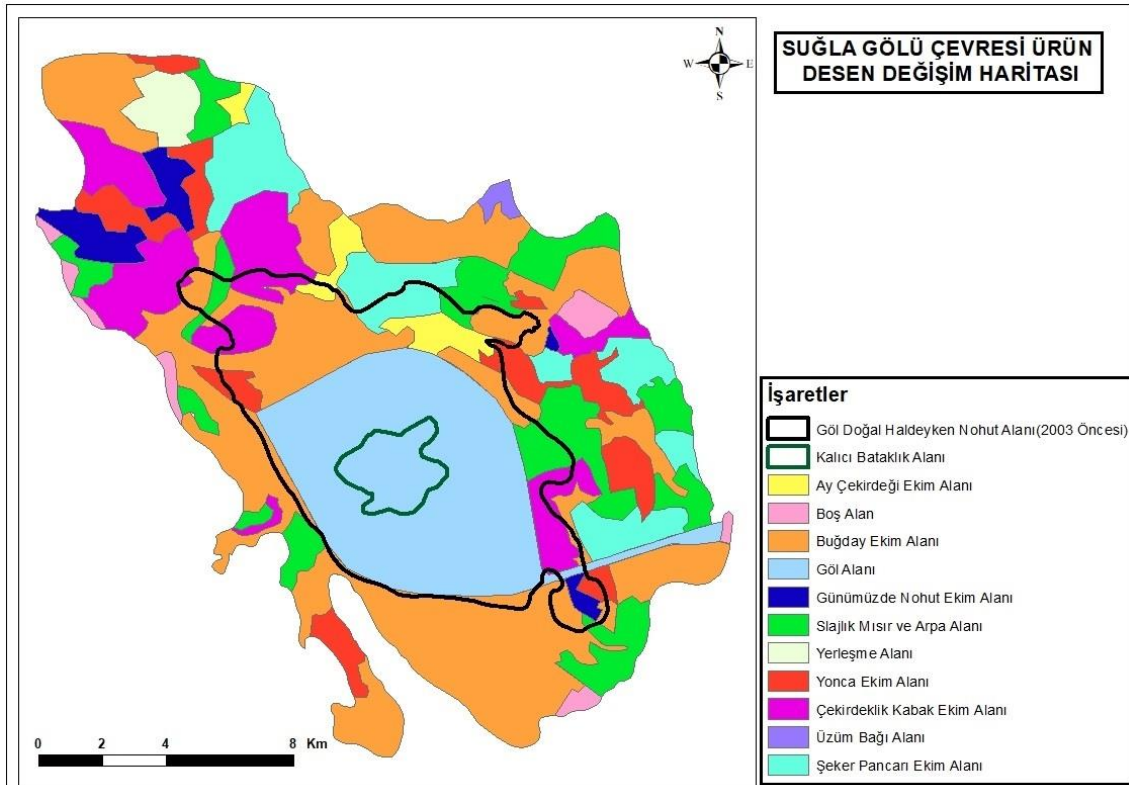 SUĞLA GÖLÜ ÇEVRESİ ÜRÜN
DESEN DEĞİŞİM HARİTASI
N
W
E
S
İşaretler
Göl Doğal Haldeyken Nohut Alanı(2003 Öncesi)
Kalıcı Bataklık Alanı
Ay Çekirdeği Ekim Alanı
Boş Alan
Buğday Ekim Alanı
Göl Alanı
Günümüzde Nohut Ekim Alanı
Slajlık Mısır ve Arpa Alanı
Yerleşme Alanı
Yonca Ekim Alanı
Çekirdeklik Kabak Ekim Alanı
Üzüm Bağı Alanı
Şeker Pancarı Ekim Alanı
0 2 4 8 Km